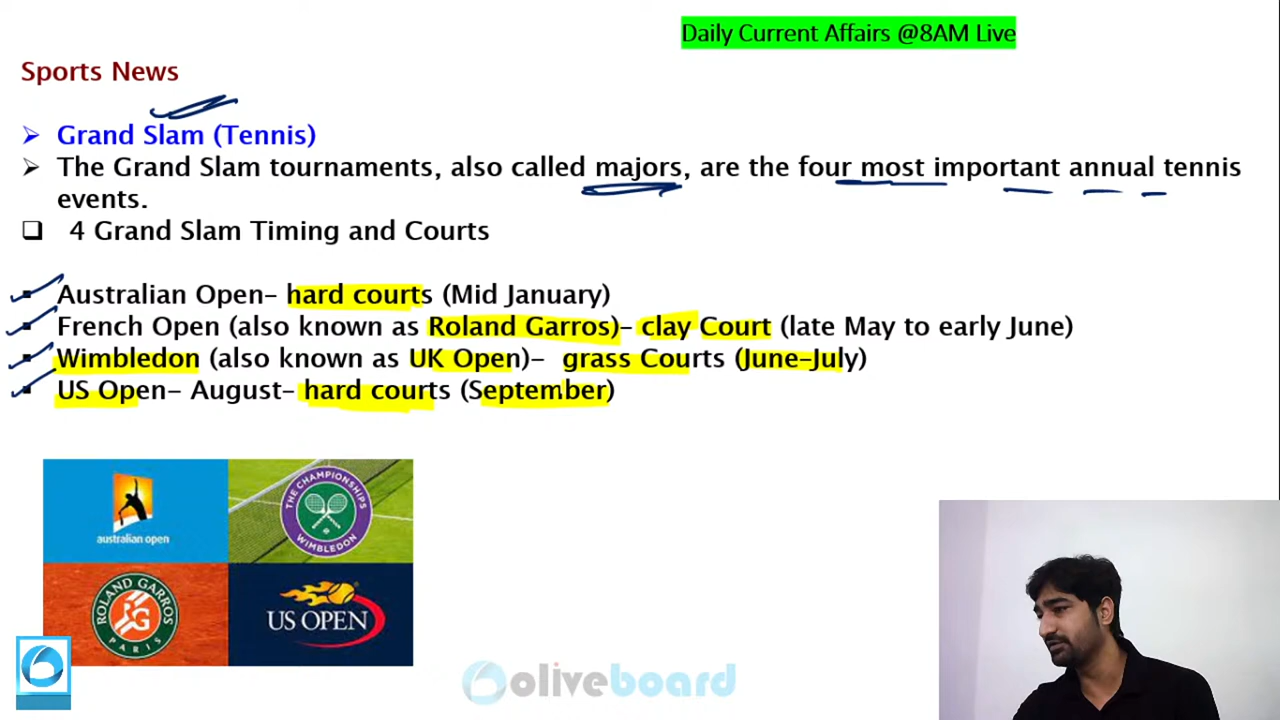 Daily Current Affairs @8AM Live
Sports News
➢ Grand Slam (Tennis)
➢ The Grand Slam tournaments, also called majors, are the four most important annual tennis
events.
❑ 4 Grand Slam Timing and Courts
▪ Australian Open– hard courts (Mid January)
▪ French Open (also known as Roland Garros)– clay Court (late May to early June)
▪ Wimbledon (also known as UK Open)– grass Courts (June–July)
▪ US Open– August– hard courts (September)
australian open
THE CHAMPIONSHIPS
WIMBLEDON
ROLAND GARROS
RG
PARIS
US OPEN
oliveboard